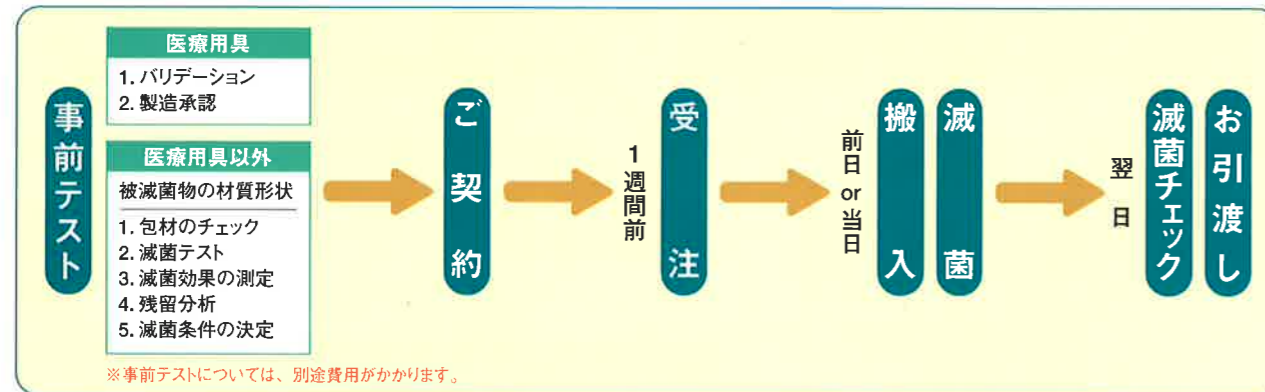 事前テスト
医療用具
1. バリデーション
2. 製造承認
医療用具以外
被滅菌物の材質形状
1. 包材のチェック
2. 滅菌テスト
3. 滅菌効果の測定
4. 残留分析
5. 滅菌条件の決定
※事前テストについては、別途費用がかかります。
ご契約
1週間前
受注
前日 or 当日
搬入
滅菌
翌日
滅菌チェック
お引渡し